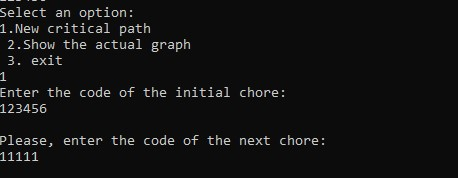 Select an option:
1.New critical path
2.Show the actual graph
3. exit
1
Enter the code of the initial chore:
123456
Please, enter the code of the next chore:
11111